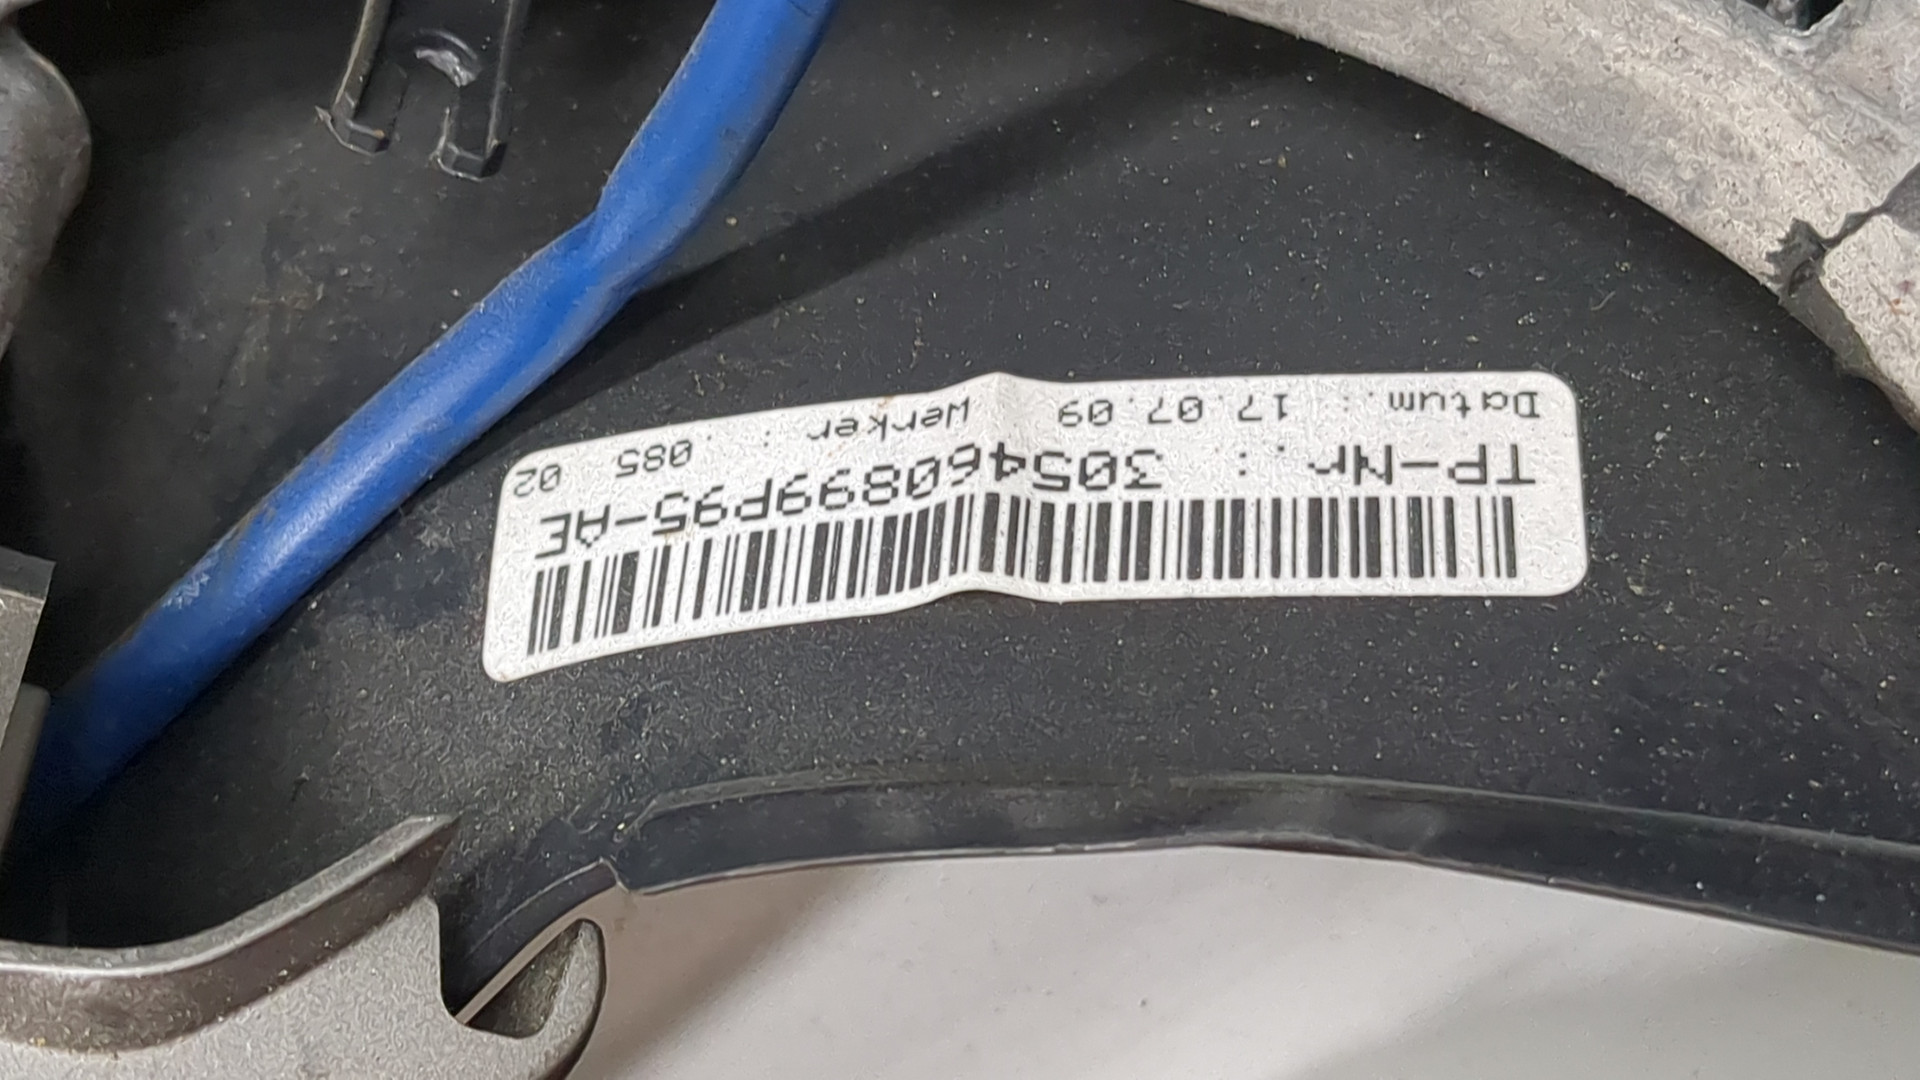 TP-Nr. : 305460899P95-AE
Datum. : 17.07.09 Werker : . 085 02